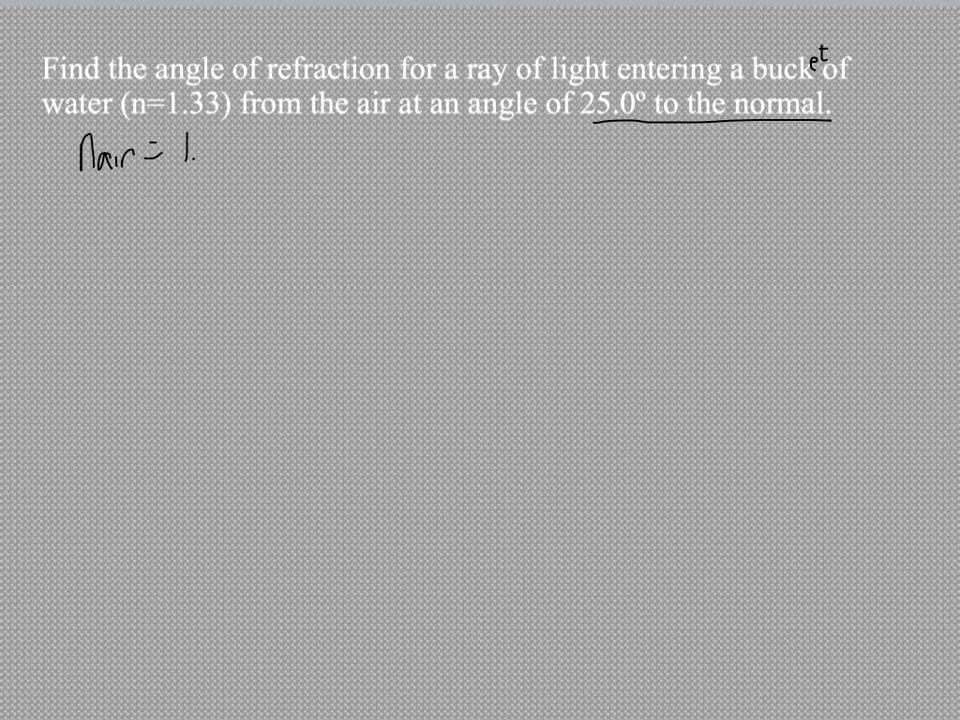 Find the angle of refraction for a ray of light entering a bucket of
water (n=1.33) from the air at an angle of 25.0º to the normal.
nair = 1.